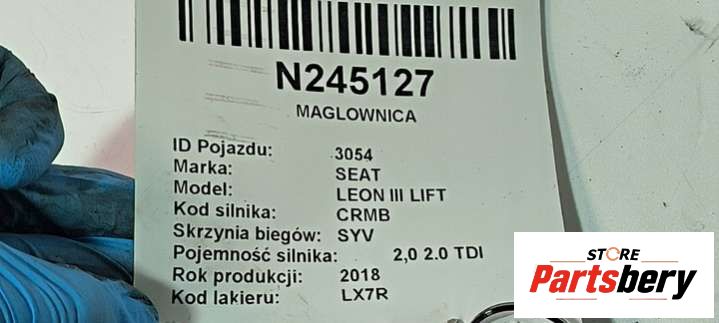 N245127
MAGLOWNICA
ID Pojazdu: 3054
Marka: SEAT
Model: LEON III LIFT
Kod silnika: CRMB
Skrzynia biegów: SYV
Pojemność silnika: 2,0 2.0 TDI
Rok produkcji: 2018
Kod lakieru: LX7R
STORE
Partsbery